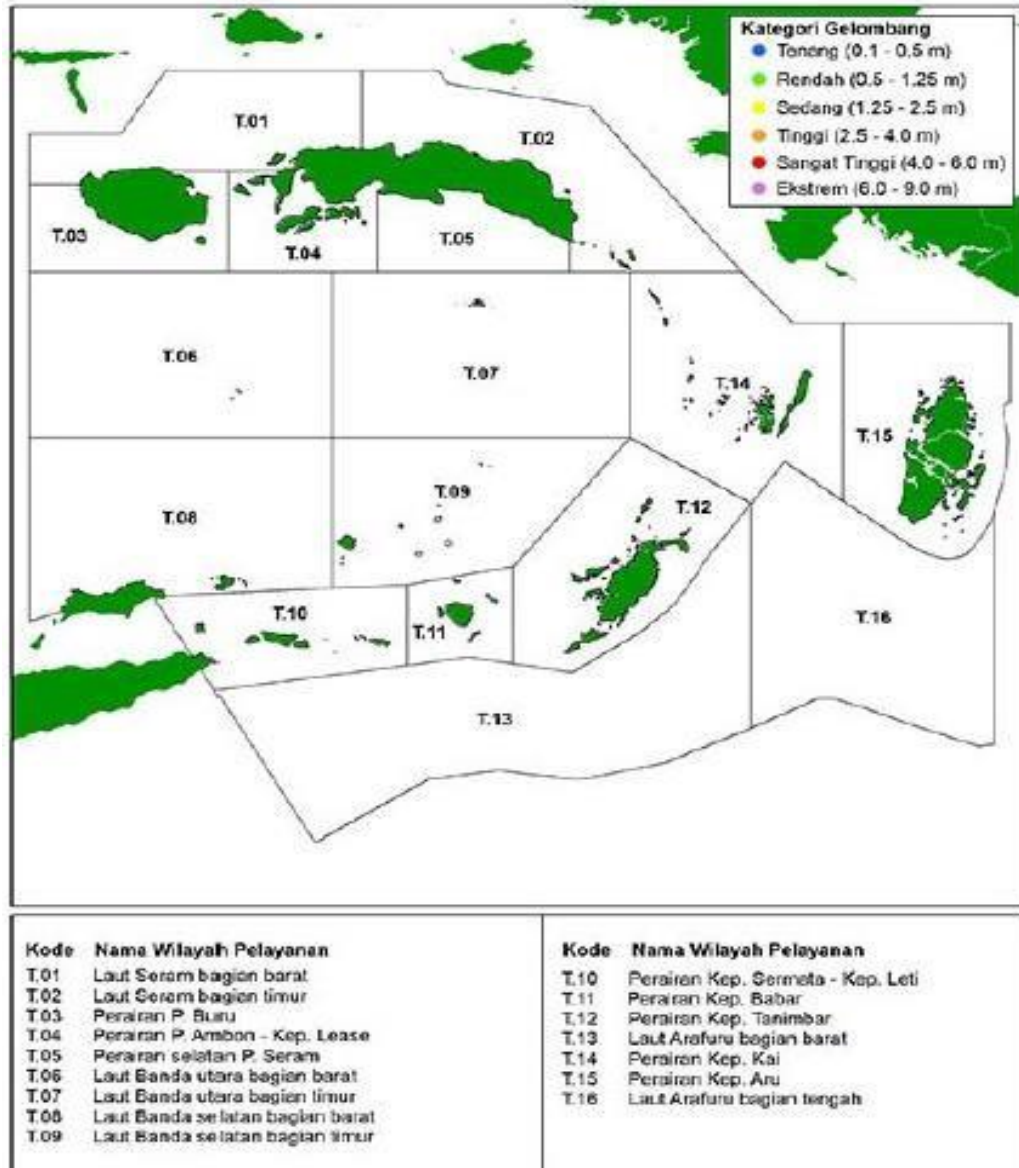 Kategori Gelombang
Tenang (0.1 - 0.5 m)
Rendah (0.5 - 1.25 m)
Sedang (1.25 - 2.5 m)
Tinggi (2.5 - 4.0 m)
Sangat Tinggi (4.0 - 6.0 m)
Ekstrem (6.0 - 9.0 m)
T.01
T.02
T.03
T.04
T.05
T.06
T.07
T.14
T.15
T.08
T.09
T.12
T.10
T.11
T.16
T.13
Kode Nama Wilayah Pelayanan
T.01 Laut Seram bagian barat
T.02 Laut Seram bagian timur
T.03 Perairan P. Buru
T.04 Perairan P. Ambon - Kep. Lease
T.05 Perairan selatan P. Seram
T.06 Laut Banda utara bagian barat
T.07 Laut Banda utara bagian timur
T.08 Laut Banda selatan bagian barat
T.09 Laut Banda selatan bagian timur
Kode Nama Wilayah Pelayanan
T.10 Perairan Kep. Sermata - Kep. Leti
T.11 Perairan Kep. Babar
T.12 Perairan Kep. Tanimbar
T.13 Laut Arafuru bagian barat
T.14 Perairan Kep. Kai
T.15 Perairan Kep. Aru
T.16 Laut Arafuru bagian tengah